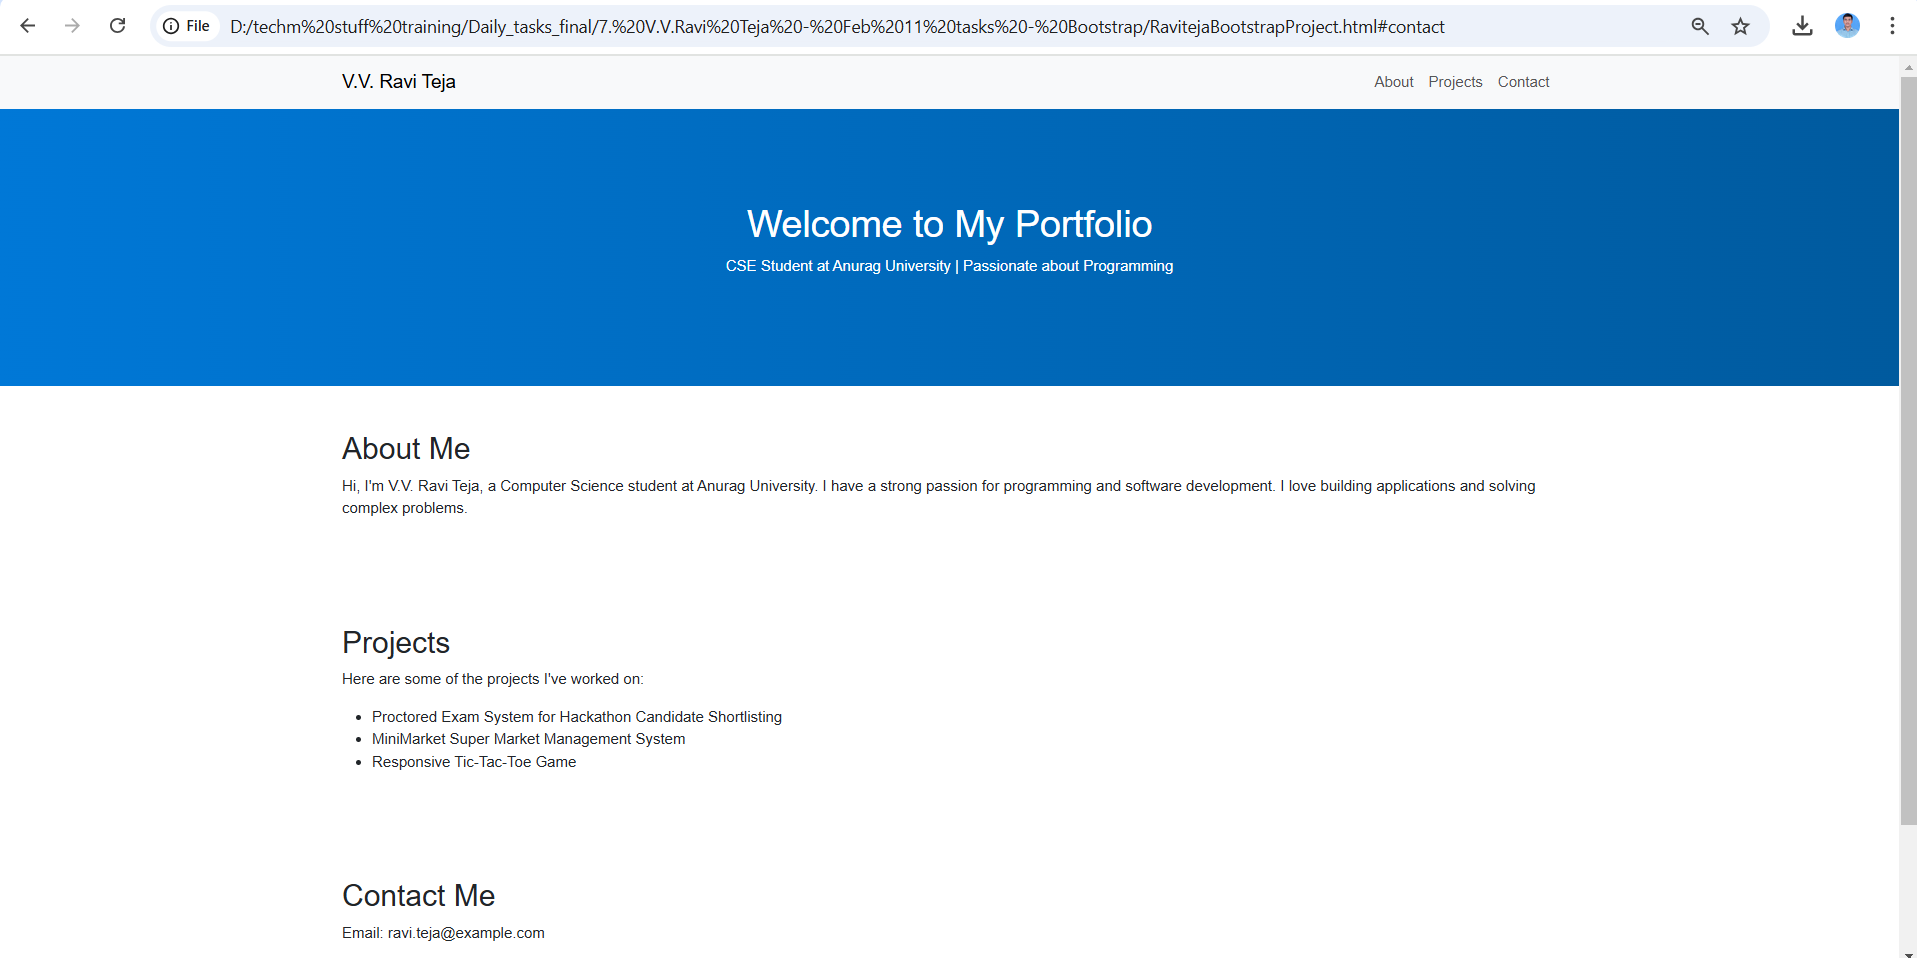 File D:/techm%20stuff%20training/Daily_tasks_final/7.%20V.V.Ravi%20Teja%20-%20Feb%2011%20tasks%20-%20Bootstrap/RavitejaBootstrapProject.html#contact
V.V. Ravi Teja About Projects Contact
Welcome to My Portfolio
CSE Student at Anurag University | Passionate about Programming
About Me
Hi, I'm V.V. Ravi Teja, a Computer Science student at Anurag University. I have a strong passion for programming and software development. I love building applications and solving
complex problems.
Projects
Here are some of the projects I've worked on:
• Proctored Exam System for Hackathon Candidate Shortlisting
• MiniMarket Super Market Management System
• Responsive Tic-Tac-Toe Game
Contact Me
Email: ravi.teja@example.com